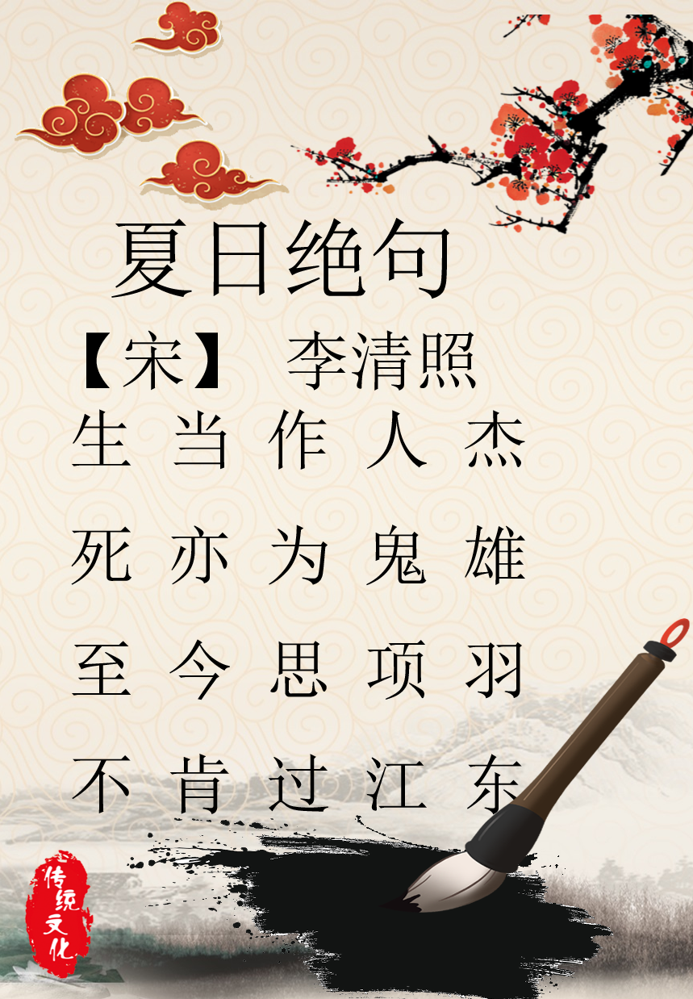 夏日绝句
【宋】 李清照
生当作人杰
死亦为鬼雄
至今思项羽
不肯过江东
传统文化